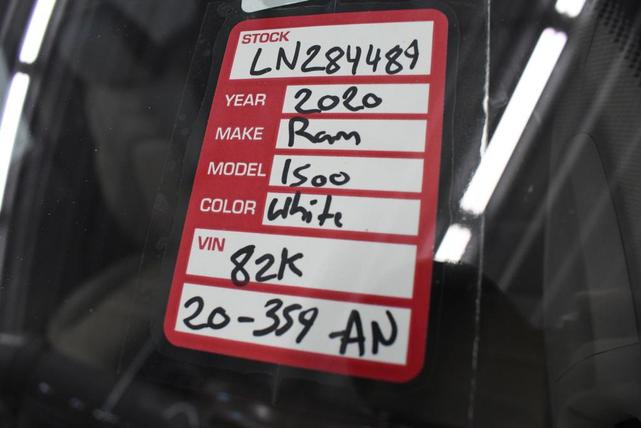 STOCK
LN284489
YEAR 2020
MAKE Ram
MODEL 1500
COLOR White
VIN
82K
20-359 AN